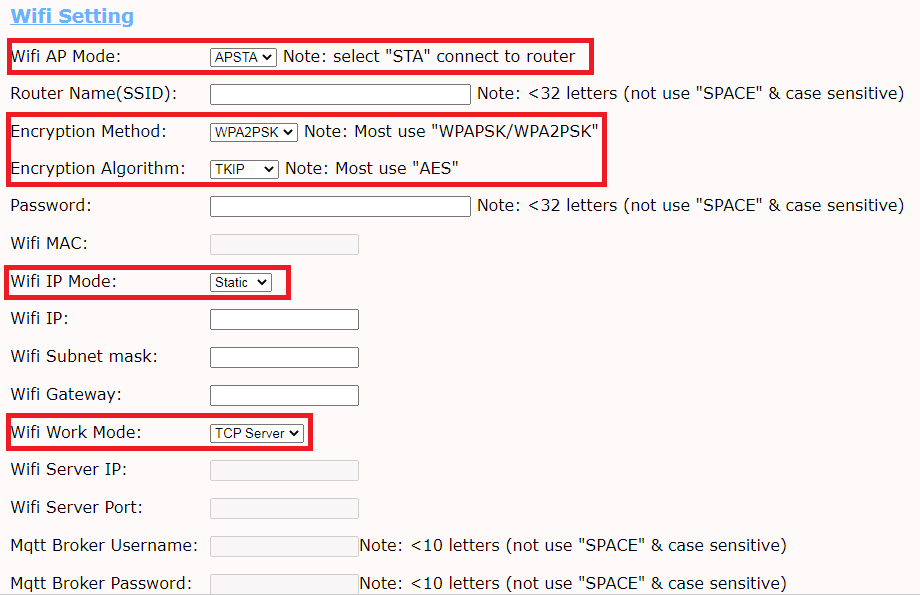 Wifi Setting
Wifi AP Mode: APSTA Note: select "STA" connect to router
Router Name(SSID): Note: <32 letters (not use "SPACE" & case sensitive)
Encryption Method: WPA2PSK Note: Most use "WPAPSK/WPA2PSK"
Encryption Algorithm: TKIP Note: Most use "AES"
Password: Note: <32 letters (not use "SPACE" & case sensitive)
Wifi MAC:
Wifi IP Mode: Static
Wifi IP:
Wifi Subnet mask:
Wifi Gateway:
Wifi Work Mode: TCP Server
Wifi Server IP:
Wifi Server Port:
Mqtt Broker Username: Note: <10 letters (not use "SPACE" & case sensitive)
Mqtt Broker Password: Note: <10 letters (not use "SPACE" & case sensitive)